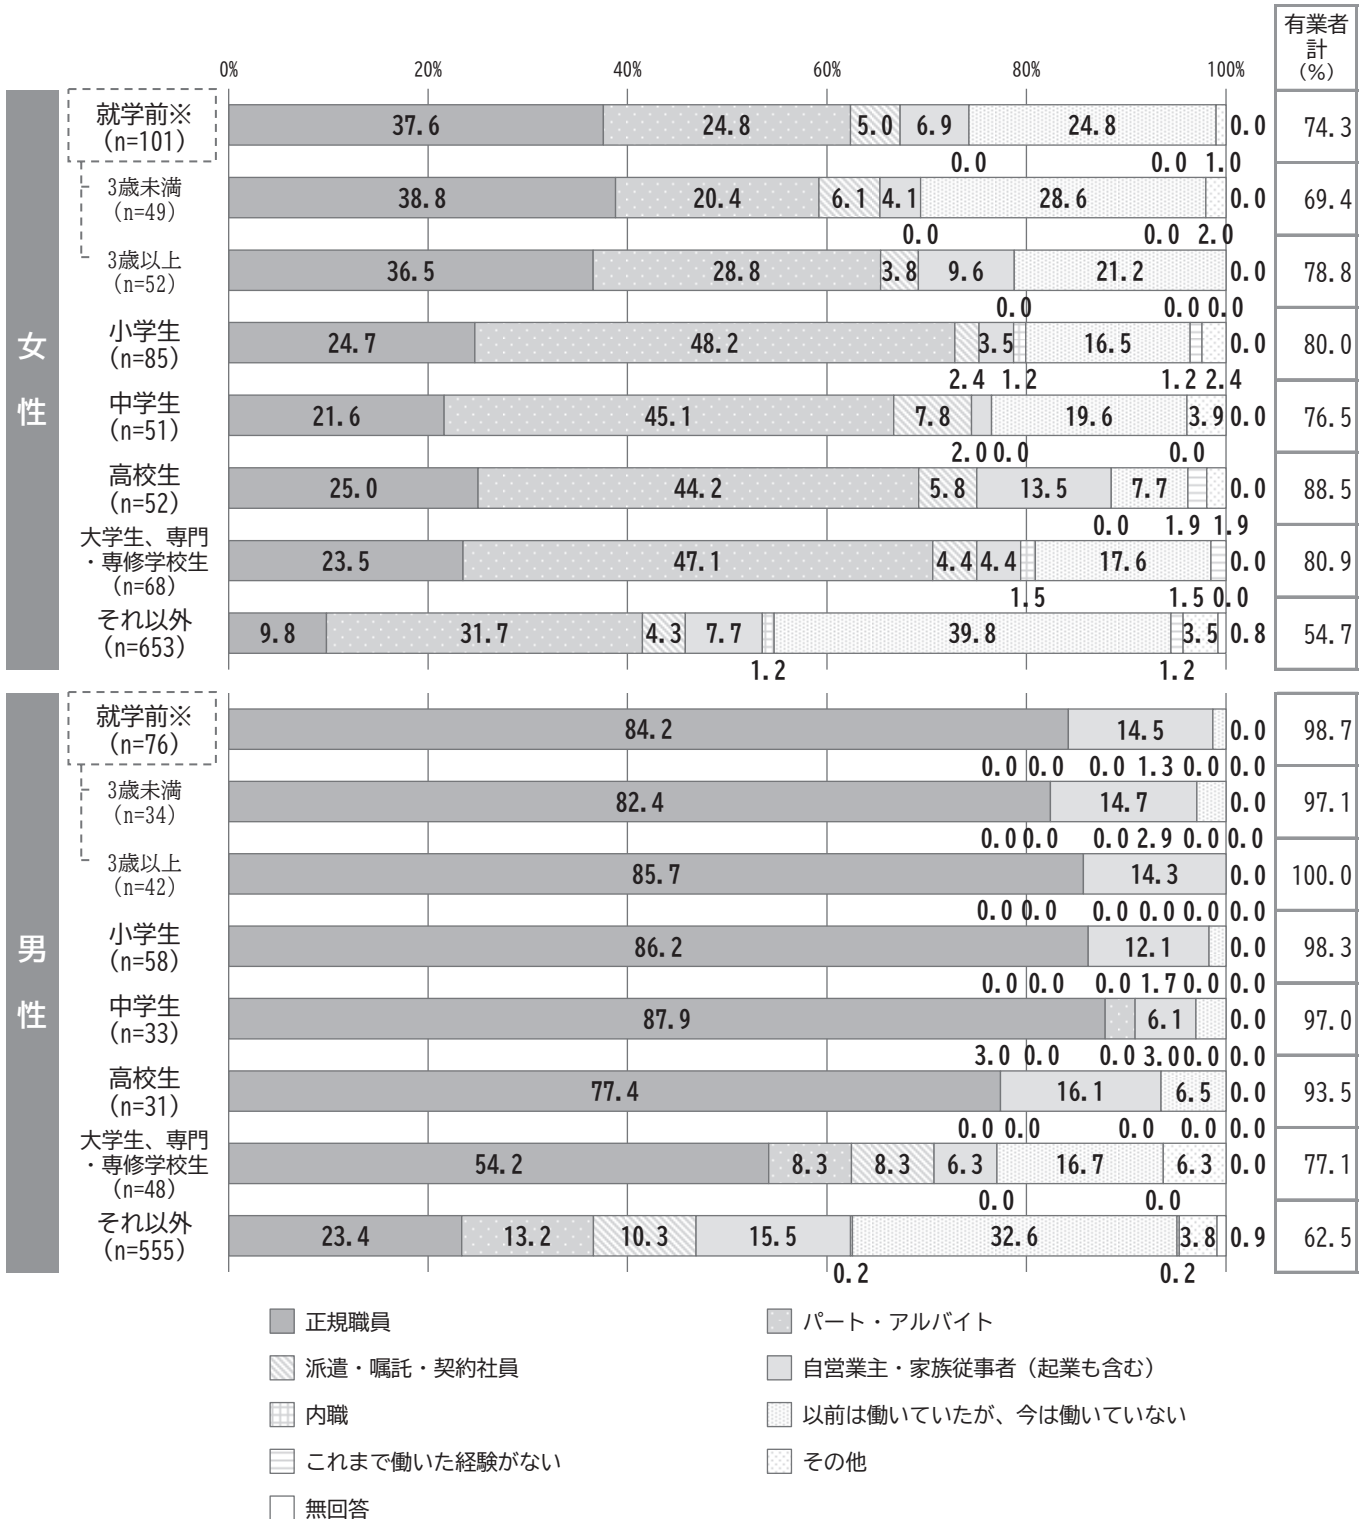 有業者
計
(%)
0% 20% 40% 60% 80% 100%
女性
就学前※
(n=101)
37.6 24.8 5.0 6.9 24.8 0.0 74.3
0.0 0.0 1.0
3歳未満
(n=49)
38.8 20.4 6.1 4.1 28.6 0.0 69.4
0.0 0.0 2.0
3歳以上
(n=52)
36.5 28.8 3.8 9.6 21.2 0.0 78.8
0.0 0.0 0.0
小学生
(n=85)
24.7 48.2 3.5 16.5 0.0 80.0
2.4 1.2 1.2 2.4
中学生
(n=51)
21.6 45.1 7.8 19.6 3.9 0.0 76.5
2.0 0.0 0.0
高校生
(n=52)
25.0 44.2 5.8 13.5 7.7 0.0 88.5
0.0 1.9 1.9
大学生、専門
・専修学校生
(n=68)
23.5 47.1 4.4 4.4 17.6 0.0 80.9
1.5 1.5 0.0
それ以外
(n=653)
9.8 31.7 4.3 7.7 39.8 3.5 0.8 54.7
1.2 1.2
男性
就学前※
(n=76)
84.2 14.5 0.0 98.7
0.0 0.0 0.0 1.3 0.0 0.0
3歳未満
(n=34)
82.4 14.7 0.0 97.1
0.0 0.0 0.0 2.9 0.0 0.0
3歳以上
(n=42)
85.7 14.3 0.0 100.0
0.0 0.0 0.0 0.0 0.0 0.0
小学生
(n=58)
86.2 12.1 0.0 98.3
0.0 0.0 0.0 1.7 0.0 0.0
中学生
(n=33)
87.9 6.1 0.0 97.0
3.0 0.0 0.0 3.0 0.0 0.0
高校生
(n=31)
77.4 16.1 6.5 0.0 93.5
0.0 0.0 0.0 0.0 0.0
大学生、専門
・専修学校生
(n=48)
54.2 8.3 8.3 6.3 16.7 6.3 0.0 77.1
0.0 0.0
それ以外
(n=555)
23.4 13.2 10.3 15.5 32.6 3.8 0.9 62.5
0.2 0.2
正規職員
パート・アルバイト
派遣・嘱託・契約社員
自営業主・家族従事者（起業も含む）
内職
以前は働いていたが、今は働いていない
これまで働いた経験がない
その他
無回答